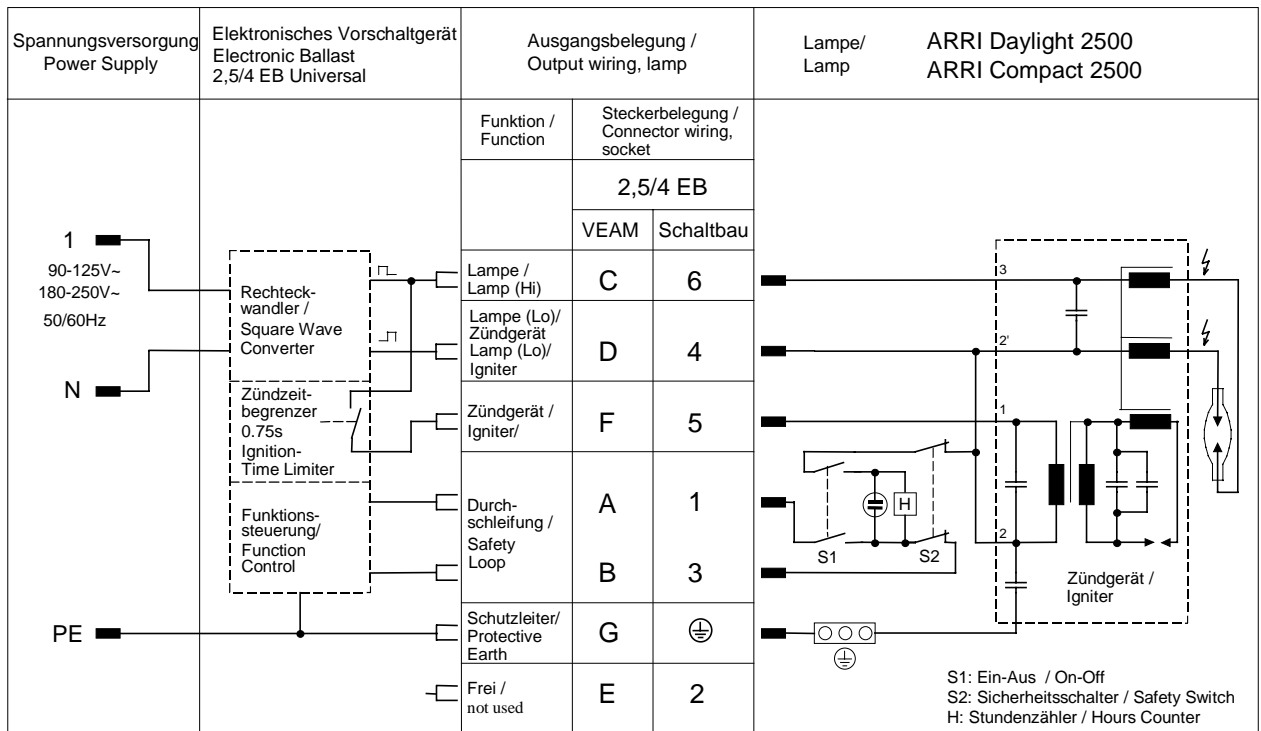 Spannungsversorgung
Power Supply
Elektronisches Vorschaltgerät
Electronic Ballast
2,5/4 EB Universal
Ausgangsbelegung /
Output wiring, lamp
Lampe/
Lamp
ARRI Daylight 2500
ARRI Compact 2500
Funktion /
Function
Steckerbelegung /
Connector wiring,
socket
2,5/4 EB
VEAM
Schaltbau
1
90-125V~
180-250V~
50/60Hz
N
PE
Rechteck-
wandler /
Square Wave
Converter
Zündzeit-
begrenzer
0.75s
Ignition-
Time Limiter
Funktions-
steuerung/
Function
Control
Lampe /
Lamp (Hi)
C
6
Lampe (Lo)/
Zündgerät
Lamp (Lo)/
Igniter
D
4
Zündgerät /
Igniter/
F
5
Durch-
schleifung /
Safety
Loop
A
1
B
3
Schutzleiter/
Protective
Earth
G
Frei /
not used
E
2
3
2'
1
2
H
S1
S2
Zündgerät /
Igniter
S1: Ein-Aus / On-Off
S2: Sicherheitsschalter / Safety Switch
H: Stundenzähler / Hours Counter